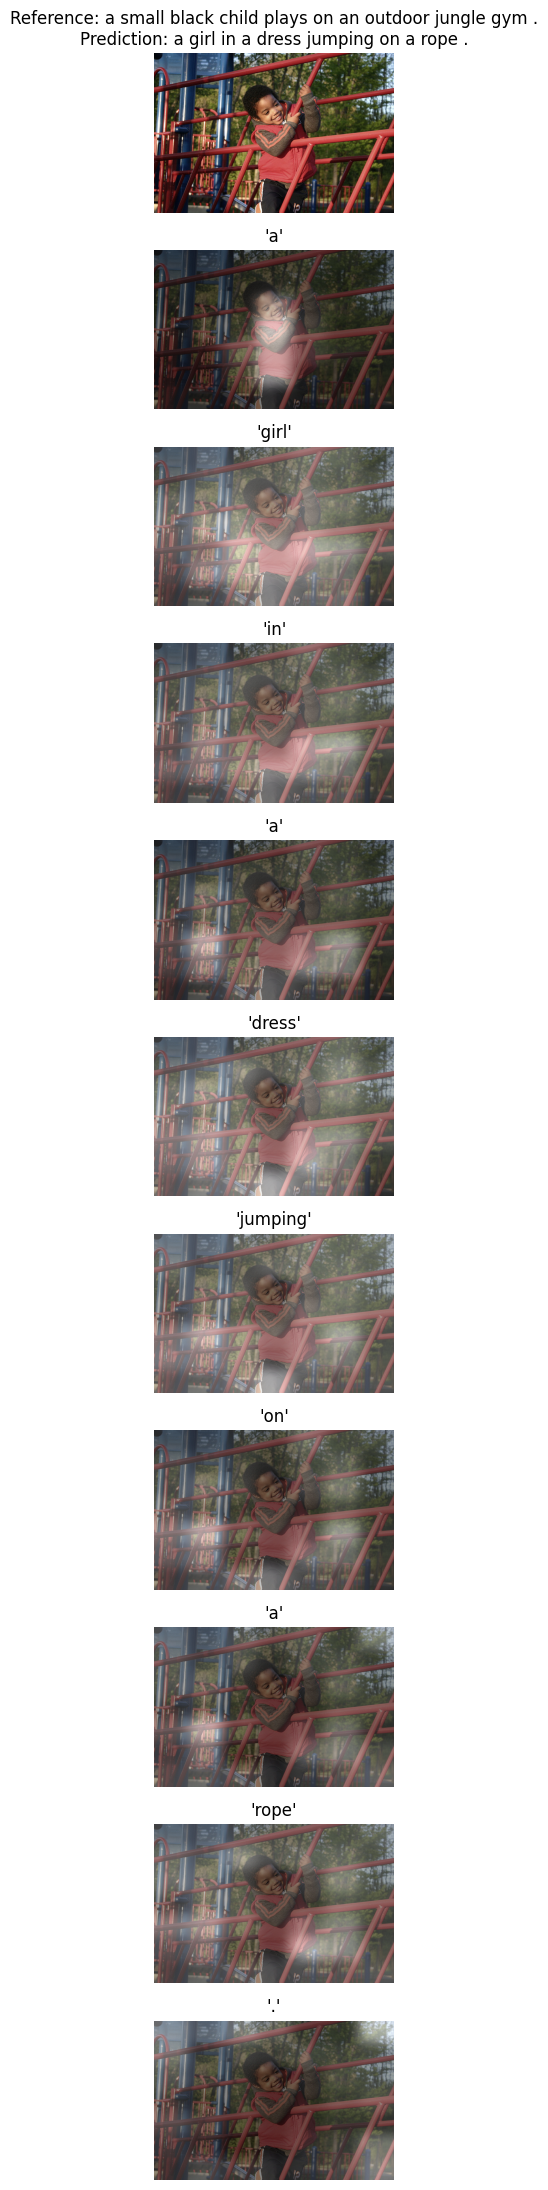 Reference: a small black child plays on an outdoor jungle gym .
Prediction: a girl in a dress jumping on a rope .
'a'
'girl'
'in'
'a'
'dress'
'jumping'
'on'
'a'
'rope'
'.'